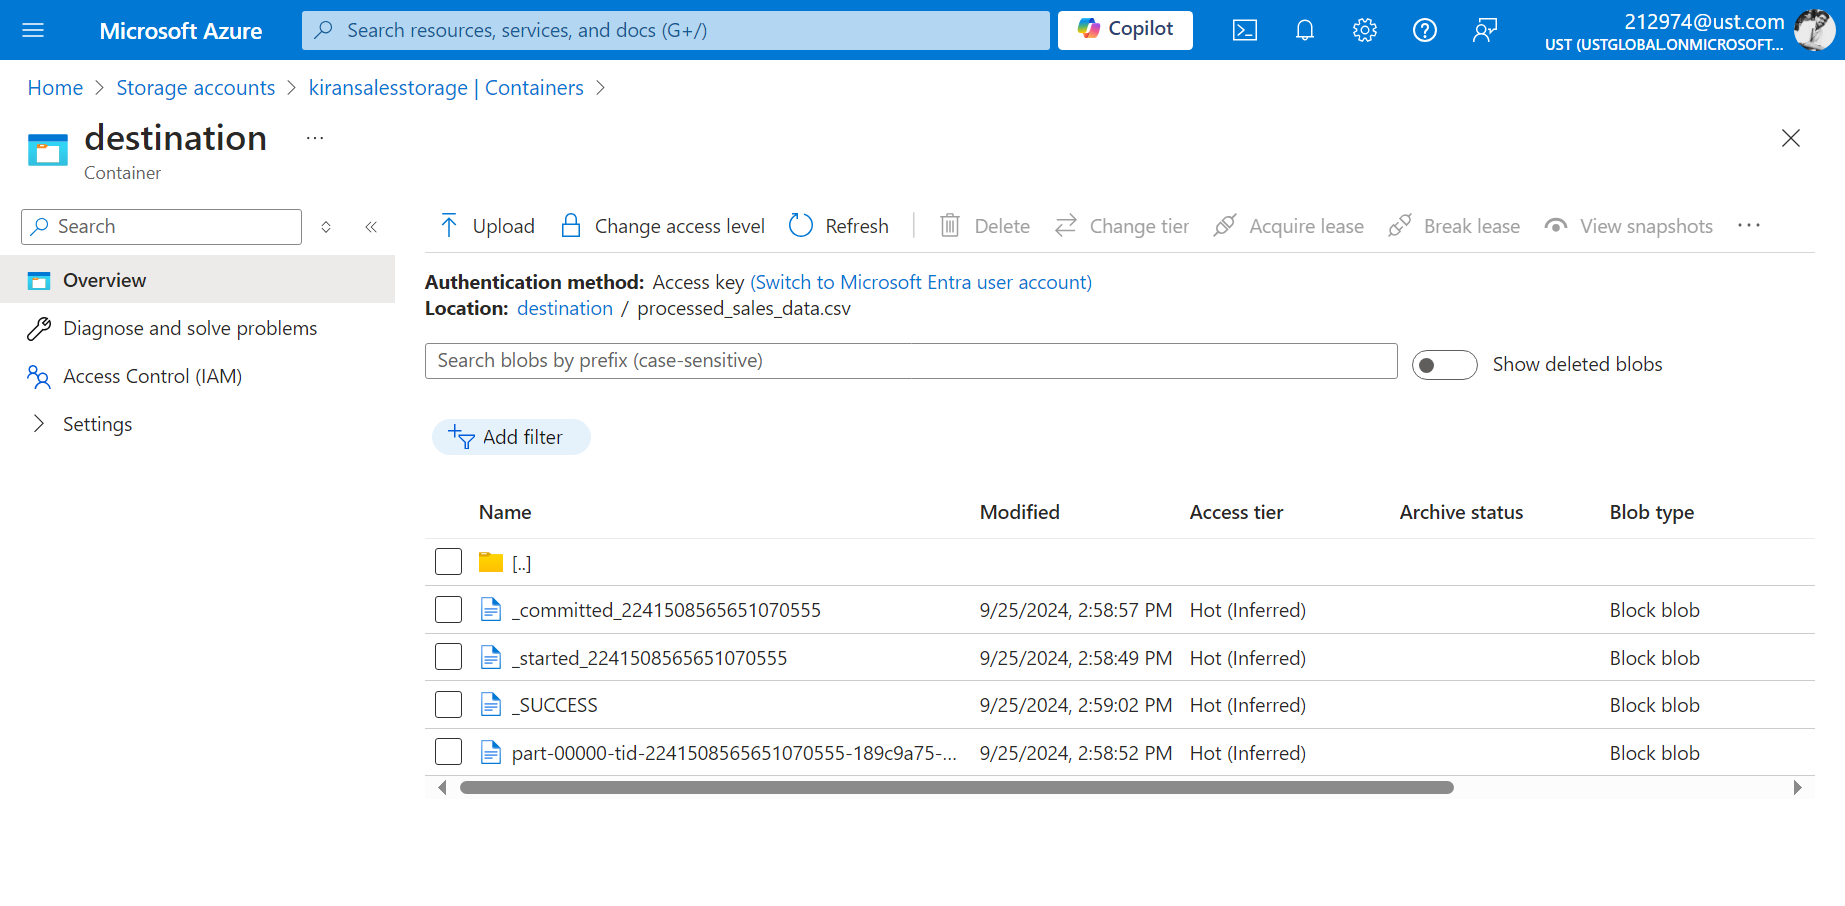 Microsoft Azure
Search resources, services, and docs (G+/)
Copilot
212974@ust.com
UST (USTGLOBAL.ONMICROSOFT...
Home > Storage accounts > kiransalesstorage | Containers >
destination ...
Container
Search
Overview
Diagnose and solve problems
Access Control (IAM)
Settings
Upload Change access level Refresh Delete Change tier Acquire lease Break lease View snapshots ...
Authentication method: Access key (Switch to Microsoft Entra user account)
Location: destination / processed_sales_data.csv
Search blobs by prefix (case-sensitive)
Show deleted blobs
Add filter
Name Modified Access tier Archive status Blob type
[..]
_committed_2241508565651070555 9/25/2024, 2:58:57 PM Hot (Inferred) Block blob
_started_2241508565651070555 9/25/2024, 2:58:49 PM Hot (Inferred) Block blob
_SUCCESS 9/25/2024, 2:59:02 PM Hot (Inferred) Block blob
part-00000-tid-2241508565651070555-189c9a75-... 9/25/2024, 2:58:52 PM Hot (Inferred) Block blob